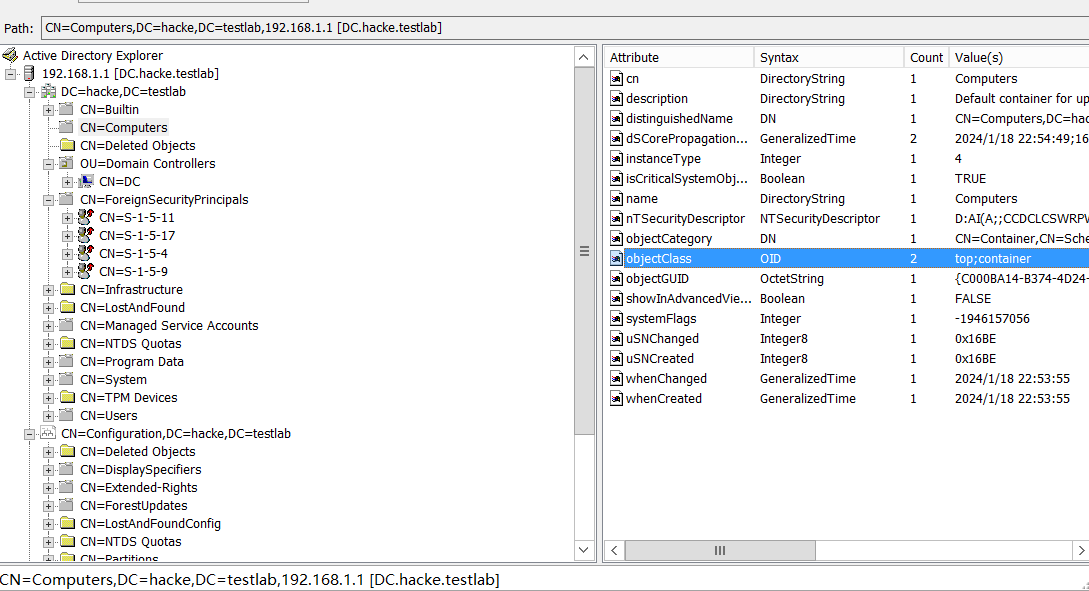 Path: CN=Computers,DC=hacke,DC=testlab,192.168.1.1 [DC.hacke.testlab]
Active Directory Explorer
192.168.1.1 [DC.hacke.testlab]
DC=hacke,DC=testlab
CN=Builtin
CN=Computers
CN=Deleted Objects
OU=Domain Controllers
CN=DC
CN=ForeignSecurityPrincipals
CN=S-1-5-11
CN=S-1-5-17
CN=S-1-5-4
CN=S-1-5-9
CN=Infrastructure
CN=LostAndFound
CN=Managed Service Accounts
CN=NTDS Quotas
CN=Program Data
CN=System
CN=TPM Devices
CN=Users
CN=Configuration,DC=hacke,DC=testlab
CN=Deleted Objects
CN=DisplaySpecifiers
CN=Extended-Rights
CN=ForestUpdates
CN=LostAndFoundConfig
CN=NTDS Quotas
CN=Partitions
Attribute Syntax Count Value(s)
cn DirectoryString 1 Computers
description DirectoryString 1 Default container for up
distinguishedName DN 1 CN=Computers,DC=hac
dSCorePropagation... GeneralizedTime 2 2024/1/18 22:54:49;16
instanceType Integer 1 4
isCriticalSystemObj... Boolean 1 TRUE
name DirectoryString 1 Computers
nTSecurityDescriptor NTSecurityDescriptor 1 D:AI(A;;CCDCLCSWRPW
objectCategory DN 1 CN=Container,CN=Sche
objectClass OID 2 top;container
objectGUID OctetString 1 {C000BA14-B374-4D24-
showInAdvancedVie... Boolean 1 FALSE
systemFlags Integer 1 -1946157056
uSNChanged Integer8 1 0x16BE
uSNCreated Integer8 1 0x16BE
whenChanged GeneralizedTime 1 2024/1/18 22:53:55
whenCreated GeneralizedTime 1 2024/1/18 22:53:55
CN=Computers,DC=hacke,DC=testlab,192.168.1.1 [DC.hacke.testlab]